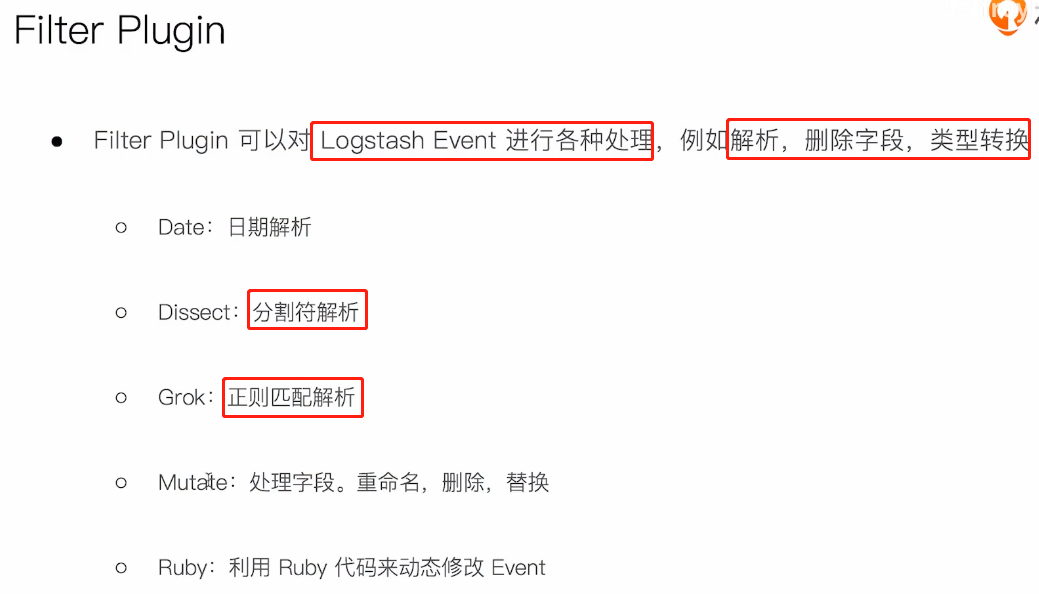 Filter Plugin
Filter Plugin 可以对 Logstash Event 进行各种处理，例如解析，删除字段，类型转换
Date：日期解析
Dissect：分割符解析
Grok：正则匹配解析
Mutate：处理字段。重命名，删除，替换
Ruby：利用 Ruby 代码来动态修改 Event